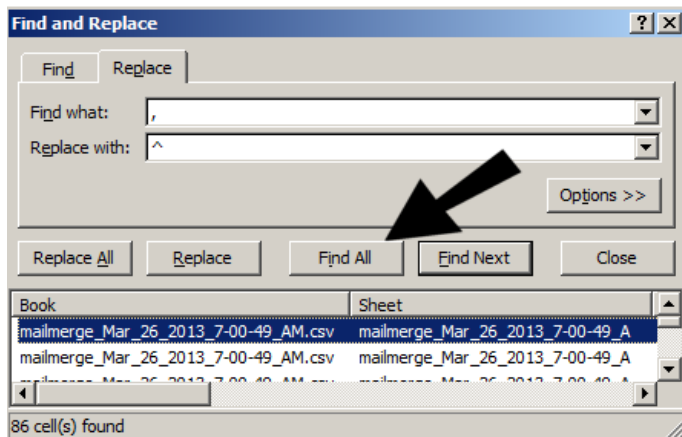 Find and Replace
Find Replace
Find what: ,
Replace with: ^
Options >>
Replace All Replace Find All Find Next Close
Book Sheet
mailmerge_Mar_26_2013_7-00-49_AM.csv mailmerge_Mar_26_2013_7-00-49_A
mailmerge_Mar_26_2013_7-00-49_AM.csv mailmerge_Mar_26_2013_7-00-49_A
86 cell(s) found